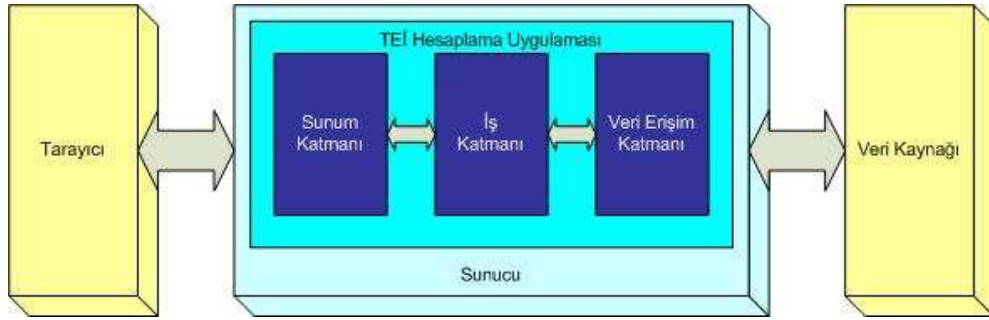 TEİ Hesaplama Uygulaması
Tarayıcı
Sunum
Katmanı
İş
Katmanı
Veri Erişim
Katmanı
Veri Kaynağı
Sunucu